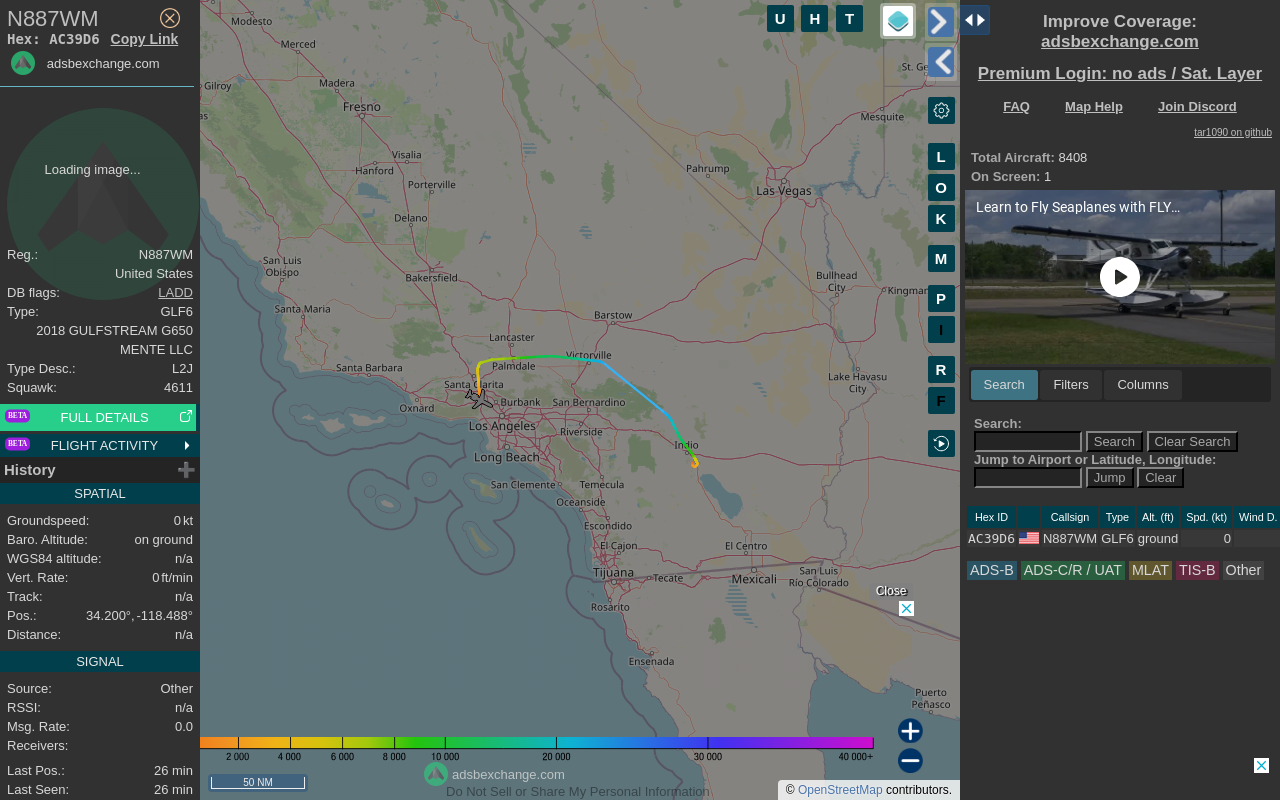 N887WM
Hex: AC39D6 Copy Link
adsbexchange.com
Loading image...
Reg.: N887WM
United States
DB flags: LADD
Type: GLF6
2018 GULFSTREAM G650
MENTE LLC
Type Desc.: L2J
Squawk: 4611
BETA FULL DETAILS
BETA FLIGHT ACTIVITY
History
SPATIAL
Groundspeed: 0 kt
Baro. Altitude: on ground
WGS84 altitude: n/a
Vert. Rate: 0 ft/min
Track: n/a
Pos.: 34.200°, -118.488°
Distance: n/a
SIGNAL
Source: Other
RSSI: n/a
Msg. Rate: 0.0
Receivers:
Last Pos.: 26 min
Last Seen: 26 min
Modesto
Merced
Gilroy
Madera
Fresno
as
Visalia
Hanford
Porterville
Delano
San Luis
Obispo
Bakersfield
Santa Maria
Lancaster
Barstow
Victorville
Palmdale
Santa Barbara
Santa Clarita
Oxnard
Burbank
San Bernardino
Los Angeles
Riverside
Indio
Long Beach
San Clemente
Temecula
Oceanside
Escondido
El Cajon
El Centro
Tijuana
Tecate
Mexicali
San Luis
Río Colorado
Rosarito
Ensenada
Puerto
Peñasco
St. Ge
Mesquite
Pahrump
Las Vegas
Bullhead
City
Kingman
Lake Havasu
City
U H T
L
O
K
M
P
I
R
F
Close
2 000 4 000 6 000 8 000 10 000 20 000 30 000 40 000+
50 NM
adsbexchange.com
Do Not Sell or Share My Personal Information
© OpenStreetMap contributors.
Improve Coverage:
adsbexchange.com
Premium Login: no ads / Sat. Layer
FAQ Map Help Join Discord
tar1090 on github
Total Aircraft: 8408
On Screen: 1
Learn to Fly Seaplanes with FLY...
Search Filters Columns
Search:
Search Clear Search
Jump to Airport or Latitude, Longitude:
Jump Clear
Hex ID Callsign Type Alt. (ft) Spd. (kt) Wind D.
AC39D6 N887WM GLF6 ground 0
ADS-B ADS-C/R / UAT MLAT TIS-B Other